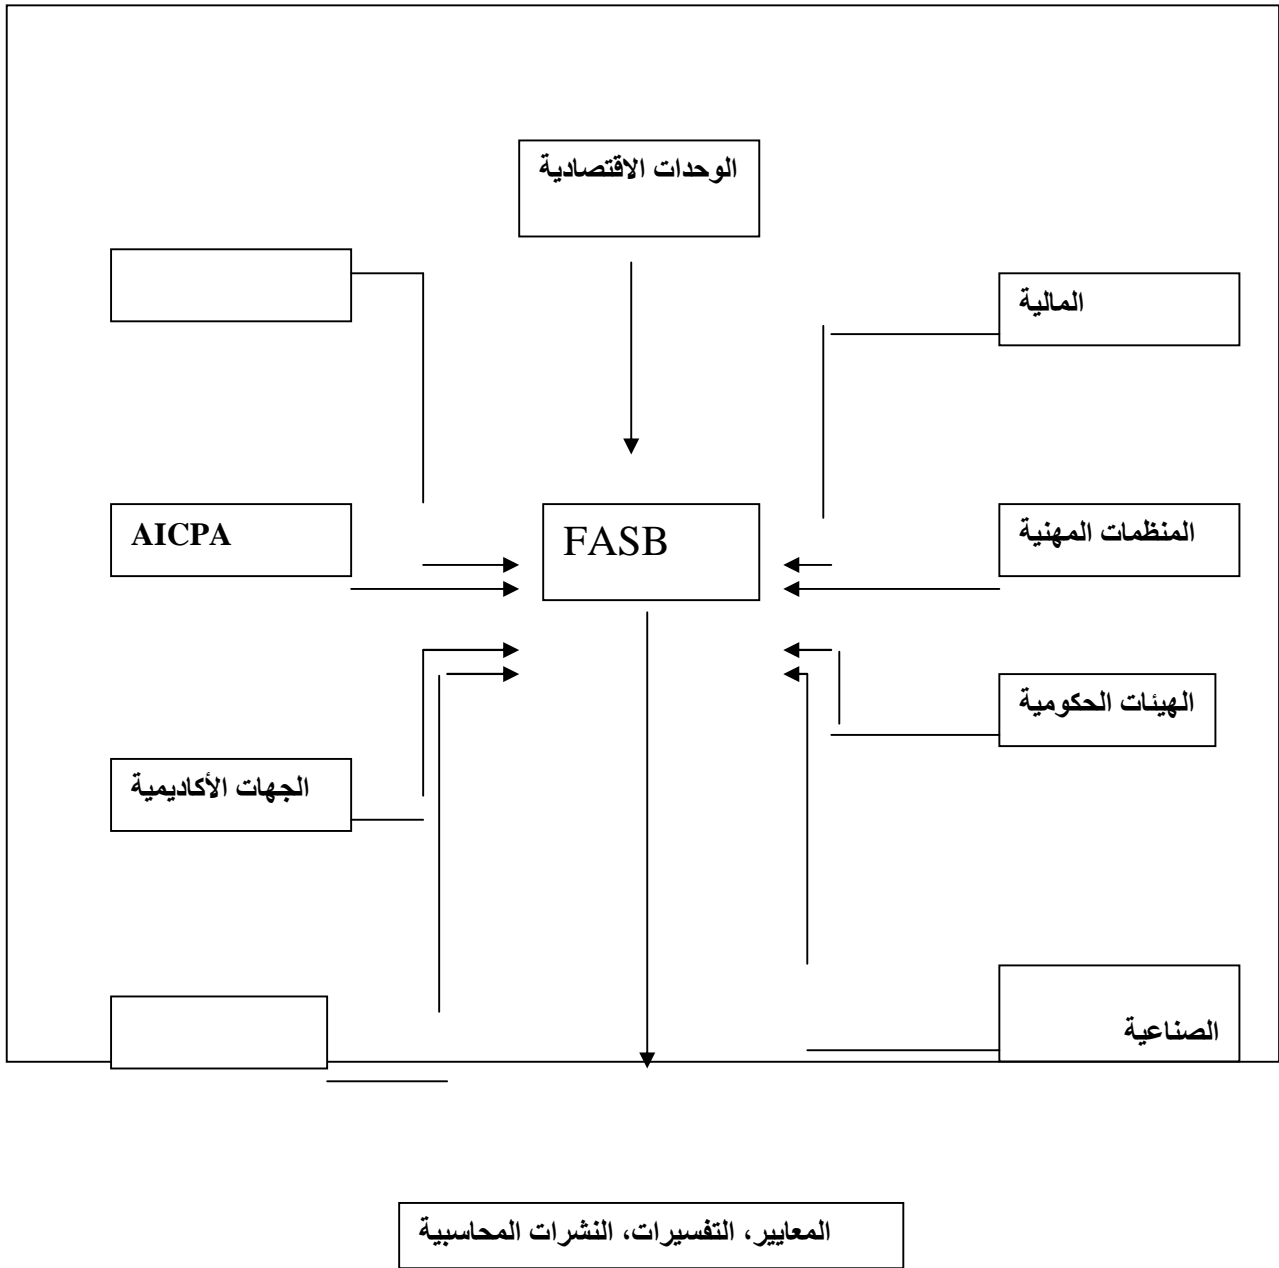 الوحدات الاقتصادية
المالية
AICPA
FASB
المنظمات المهنية
الهيئات الحكومية
الجهات الأكاديمية
الصناعية
المعايير، التفسيرات، النشرات المحاسبية